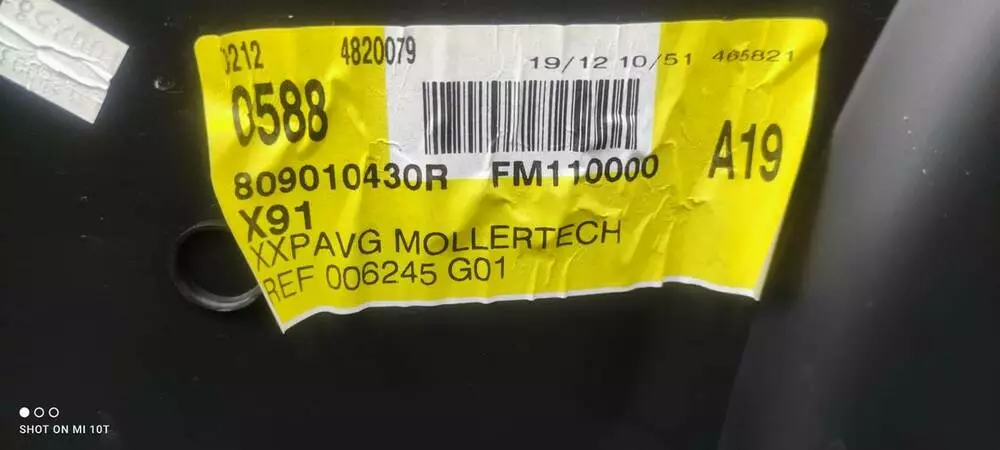 0212 4820079 19/12 10/51 465821
0588
A19
809010430R FM110000
X91
XXPAVG MOLLERTECH
REF 006245 G01
SHOT ON MI 10T